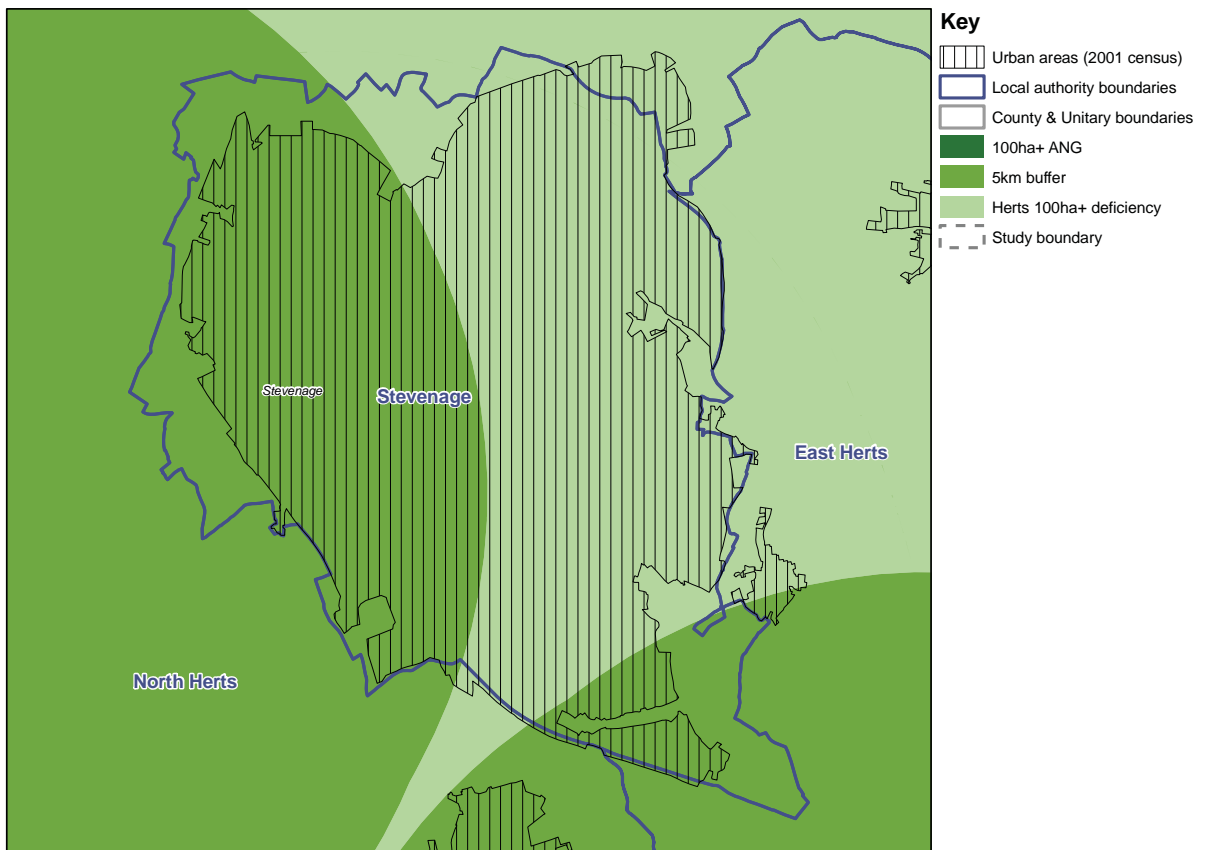 Key
Urban areas (2001 census)
Local authority boundaries
County & Unitary boundaries
100ha+ ANG
5km buffer
Herts 100ha+ deficiency
Study boundary
Stevenage
Stevenage
East Herts
North Herts